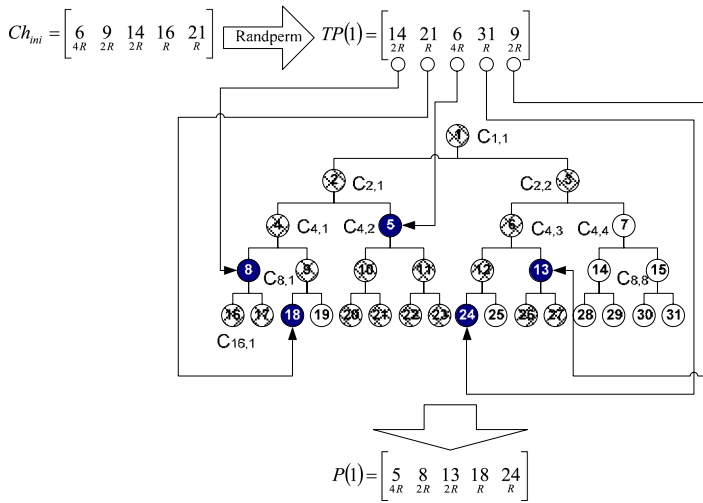 Ch_ini = [6 9 14 16 21] Randperm TP(1) = [14 21 6 31 9]
4R 2R 2R R R 2R R 4R R 2R
1 C1,1
2 C2,1 C2,2 3
4 C4,1 C4,2 5 6 C4,3 C4,4 7
8 C8,1 9 10 11 12 13 14 C8,8 15
16 17 18 19 20 21 22 23 24 25 26 27 28 29 30 31
C16,1
P(1) = [5 8 13 18 24]
4R 2R 2R R R